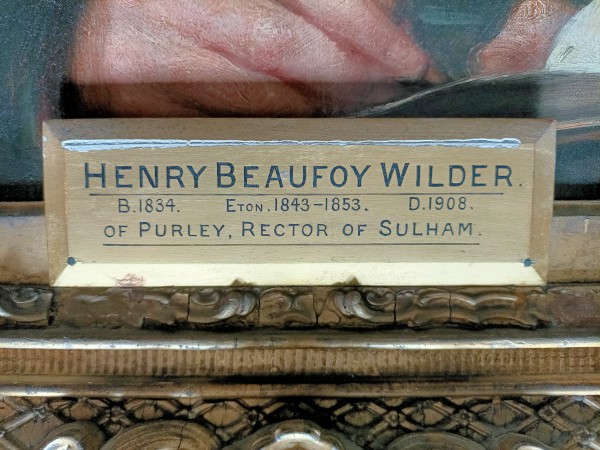 HENRY BEAUFOY WILDER.
B.1834. ETON.1843-1853. D.1908.
OF PURLEY, RECTOR OF SULHAM.